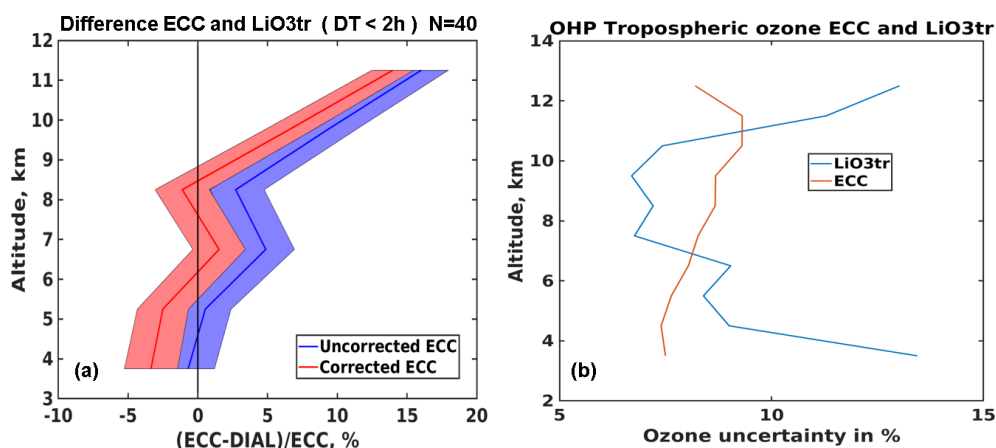 Difference ECC and LiO3tr ( DT < 2h ) N=40
12
11
10
9
8
7
6
5
4
3
Altitude, km
-10
-5
0
5
10
15
20
(ECC-DIAL)/ECC, %
(a)
Uncorrected ECC
Corrected ECC
OHP Tropospheric ozone ECC and LiO3tr
14
12
10
8
6
4
2
Altitude, km
5
10
15
Ozone uncertainty in %
(b)
LiO3tr
ECC